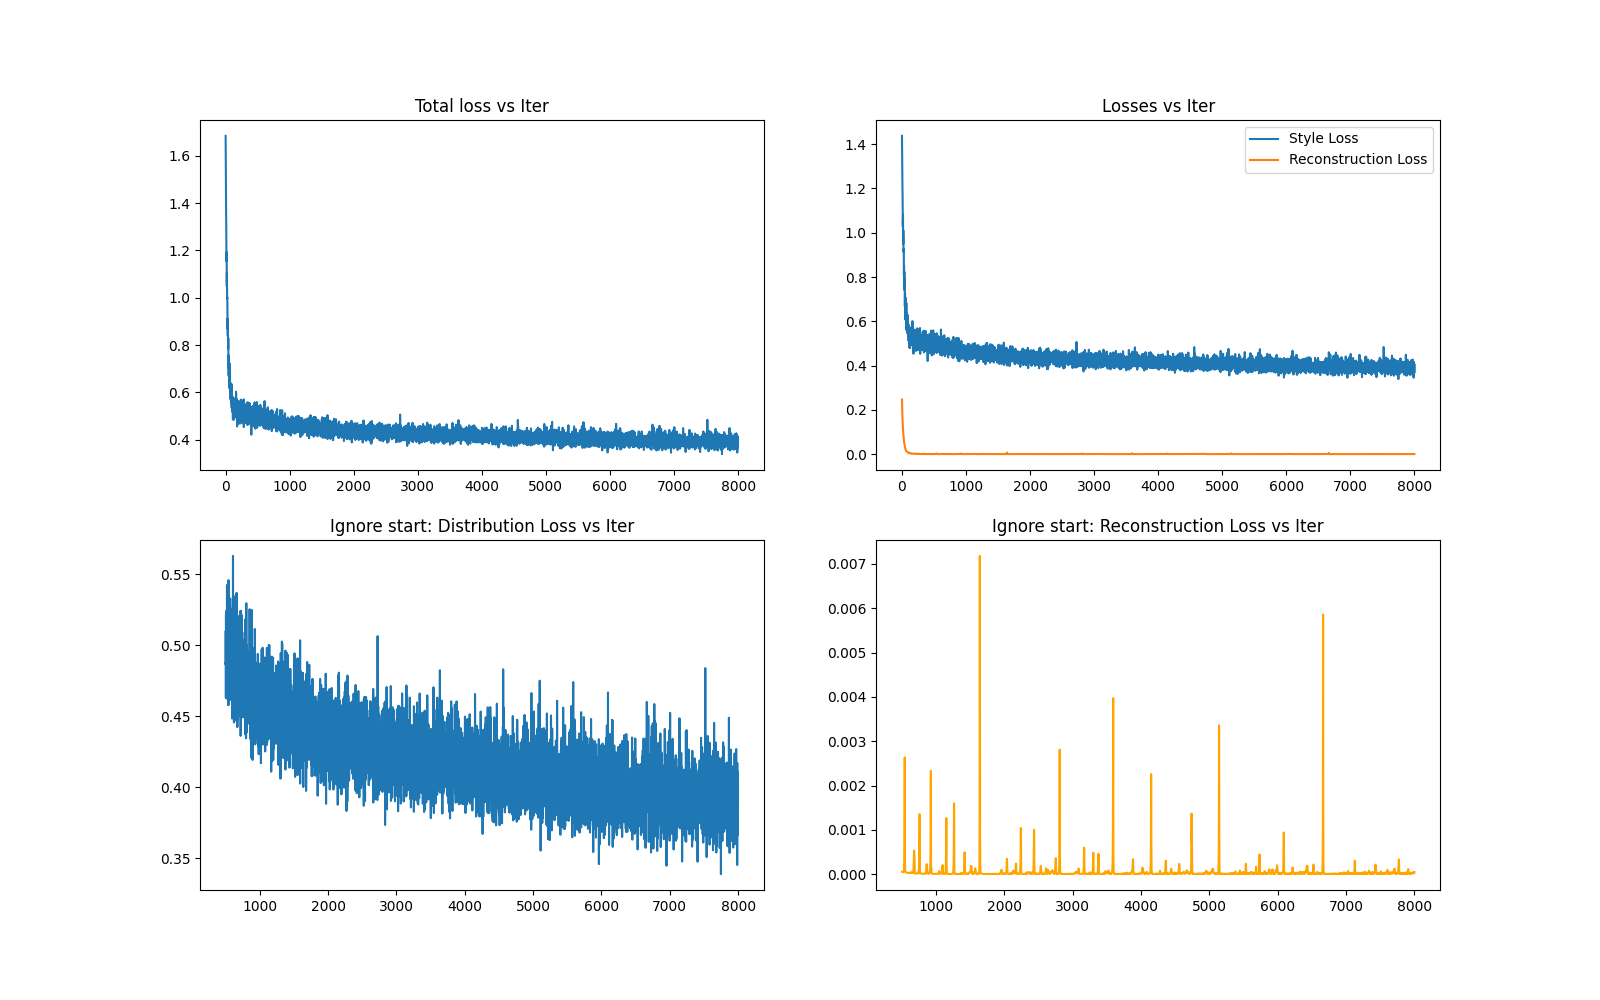 Total loss vs Iter
1.6
1.4
1.2
1.0
0.8
0.6
0.4
0 1000 2000 3000 4000 5000 6000 7000 8000
Losses vs Iter
Style Loss
Reconstruction Loss
1.4
1.2
1.0
0.8
0.6
0.4
0.2
0.0
0 1000 2000 3000 4000 5000 6000 7000 8000
Ignore start: Distribution Loss vs Iter
0.55
0.50
0.45
0.40
0.35
1000 2000 3000 4000 5000 6000 7000 8000
Ignore start: Reconstruction Loss vs Iter
0.007
0.006
0.005
0.004
0.003
0.002
0.001
0.000
1000 2000 3000 4000 5000 6000 7000 8000